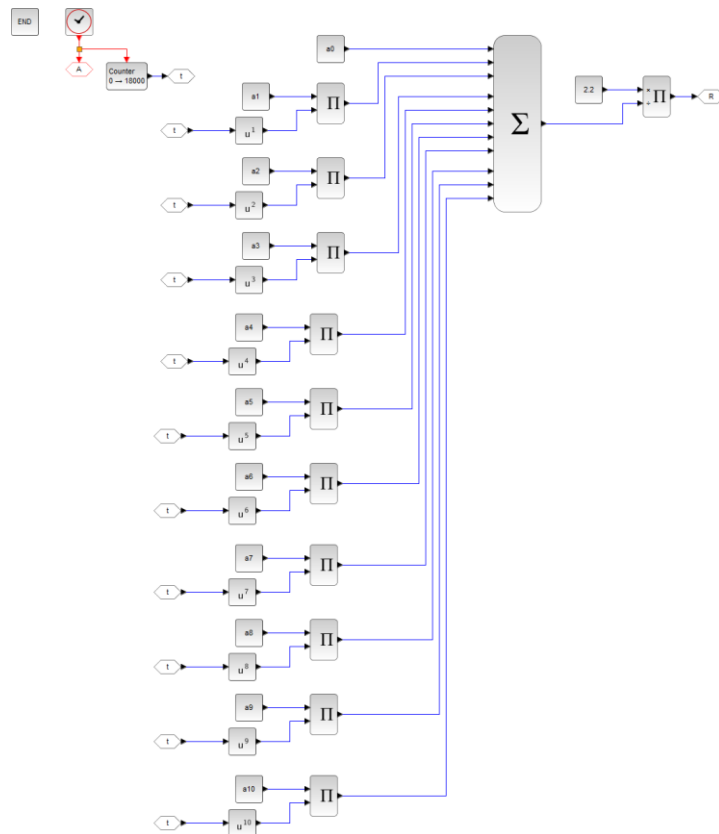 END
A
Counter
0 → 18000
t
a0
a1
t
u¹
Π
a2
t
u²
Π
a3
t
u³
Π
a4
t
u⁴
Π
a5
t
u⁵
Π
a6
t
u⁶
Π
a7
t
u⁷
Π
a8
t
u⁸
Π
a9
t
u⁹
Π
a10
t
u¹⁰
Π
Σ
2.2
×
÷
Π
R